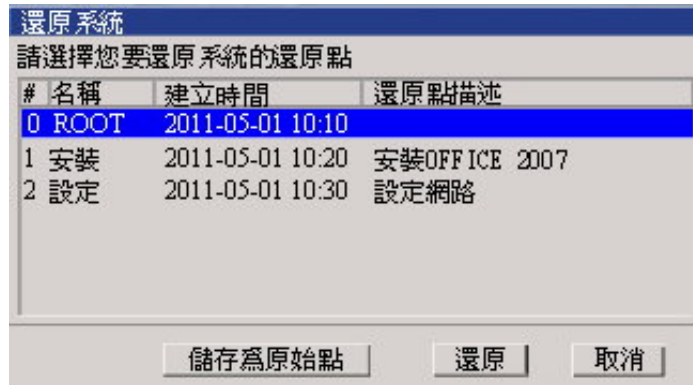 還原系統
請選擇您要還原系統的還原點
# 名稱 建立時間 還原點描述
0 ROOT 2011-05-01 10:10
1 安裝 2011-05-01 10:20 安裝OFFICE 2007
2 設定 2011-05-01 10:30 設定網路
儲存爲原始點 還原 取消